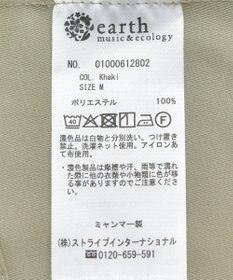 earth
music&ecology
NO. 01000612802
COL. Khaki
SIZE M
ポリエステル 100%
40
濃色品は白物と分別洗い。つけ置き
禁止。洗濯ネット使用。アイロンあ
て布使用。
濃色製品は摩擦や汗、雨等で濡れ
た際に他の衣類や小物類に色が移
る事がありますのでご注意くださ
い。
ミャンマー製
(株)ストライプインターナショナル
0120-659-591